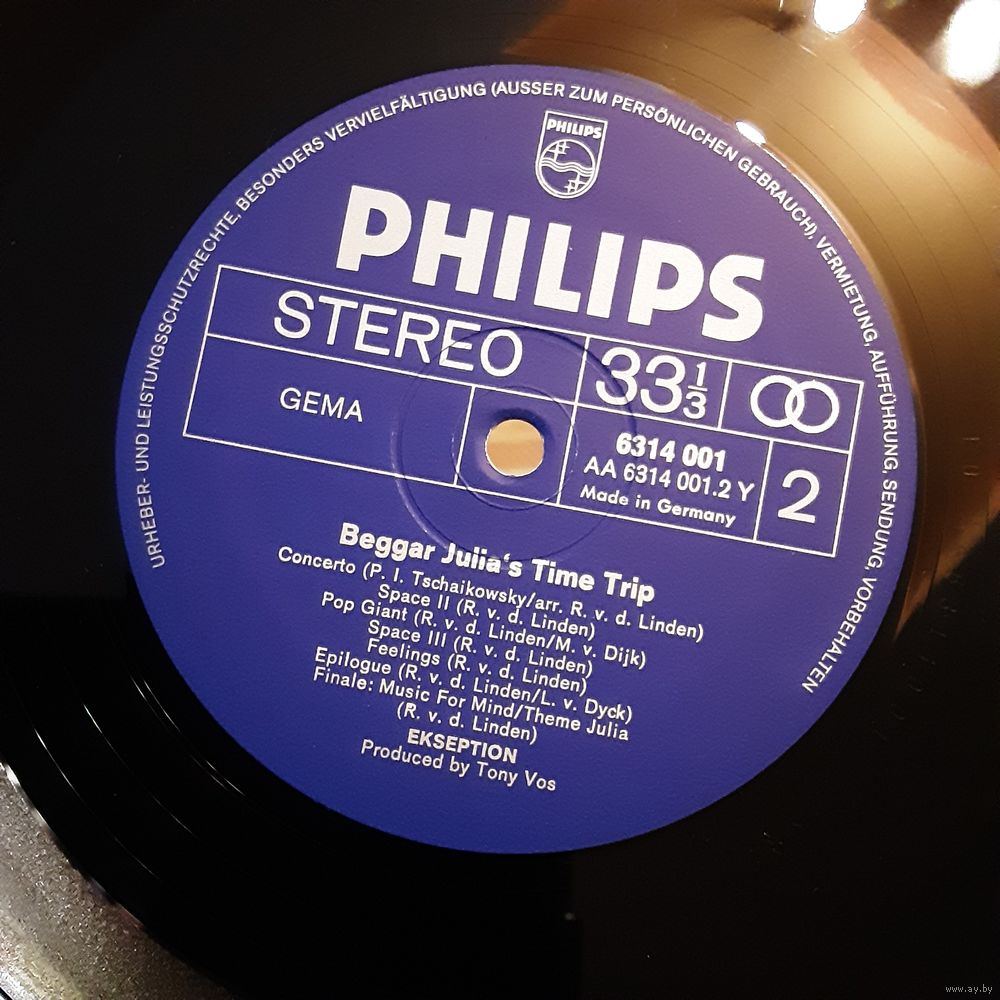 URHEBER- UND LEISTUNGSSCHUTZRECHTE, BESONDERS VERVIELFÄLTIGUNG (AUSSER ZUM PERSÖNLICHEN GEBRAUCH), VERMIETUNG, AUFFÜHRUNG, SENDUNG, VORBEHALTEN
PHILIPS
PHILIPS
STEREO
33 1/3
GEMA
6314 001
AA 6314 001.2 Y
Made in Germany
2
Beggar Julia's Time Trip
Concerto (P. I. Tschaikowsky/arr. R. v. d. Linden)
Space II (R. v. d. Linden)
Pop Giant (R. v. d. Linden/M. v. Dijk)
Space III (R. v. d. Linden)
Feelings (R. v. d. Linden)
Epilogue (R. v. d. Linden/L. v. Dyck)
Finale: Music For Mind/Theme Julia
(R. v. d. Linden)
EKSEPTION
Produced by Tony Vos
www.ay.by